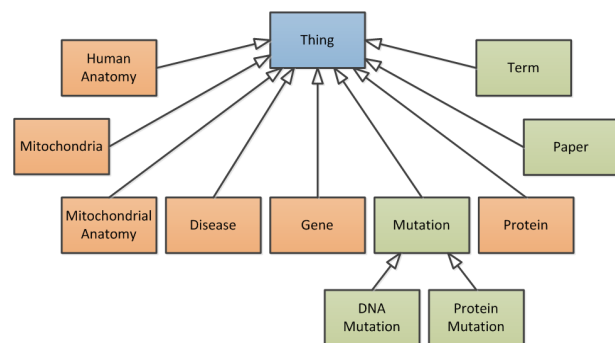 Thing
Human
Anatomy
Term
Mitochondria
Paper
Mitochondrial
Anatomy
Disease
Gene
Mutation
Protein
DNA
Mutation
Protein
Mutation